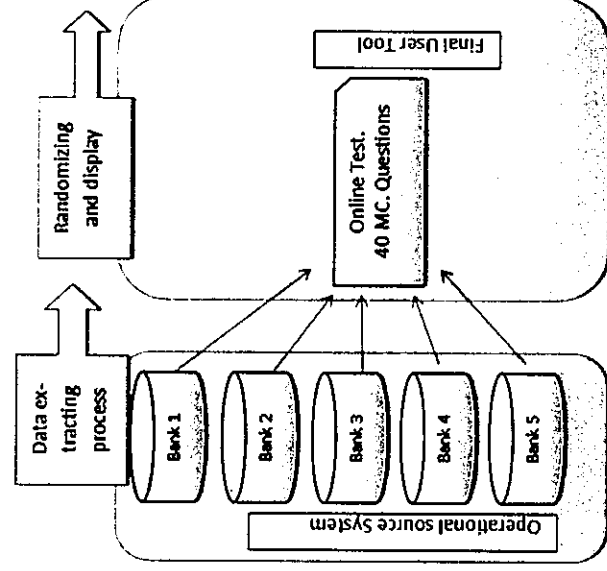 Data ex-
tracting
process
Randomizing
and display
Operational source System
Bank 1
Bank 2
Bank 3
Bank 4
Bank 5
Online Test.
40 MC. Questions
Final User Tool